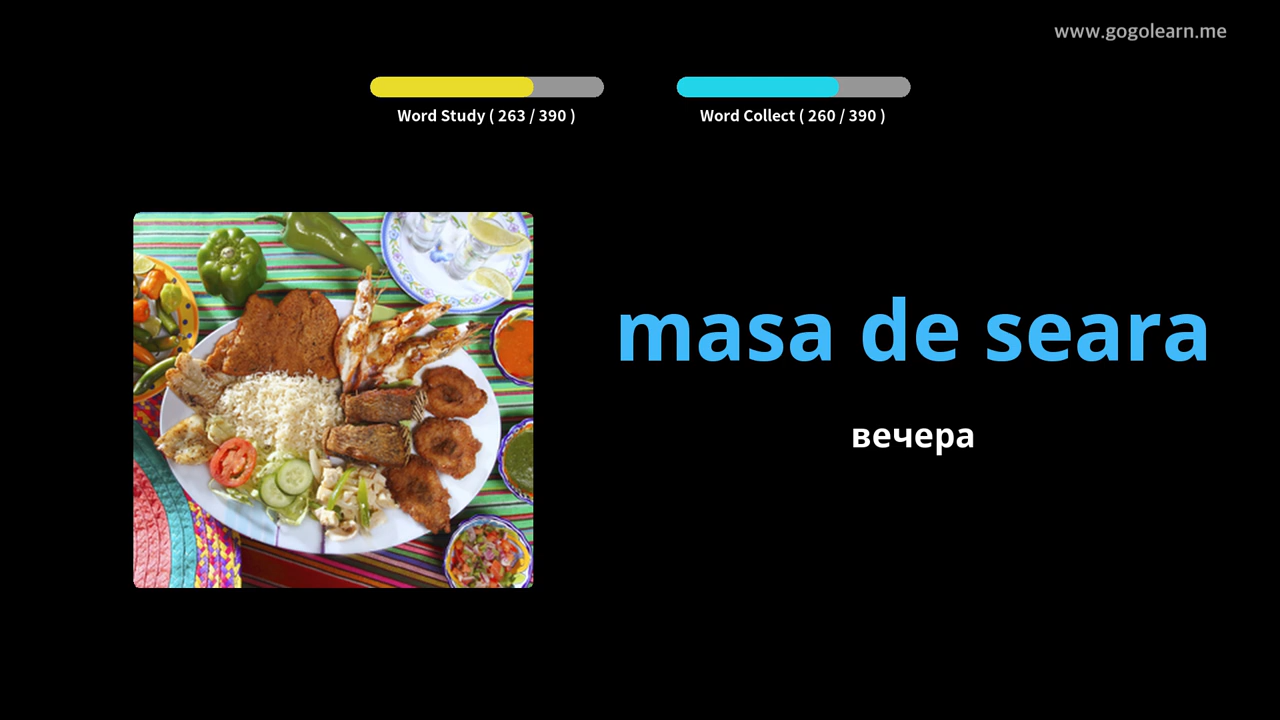 www.gogolearn.me
Word Study ( 263 / 390 )
Word Collect ( 260 / 390 )
masa de seara
вечера